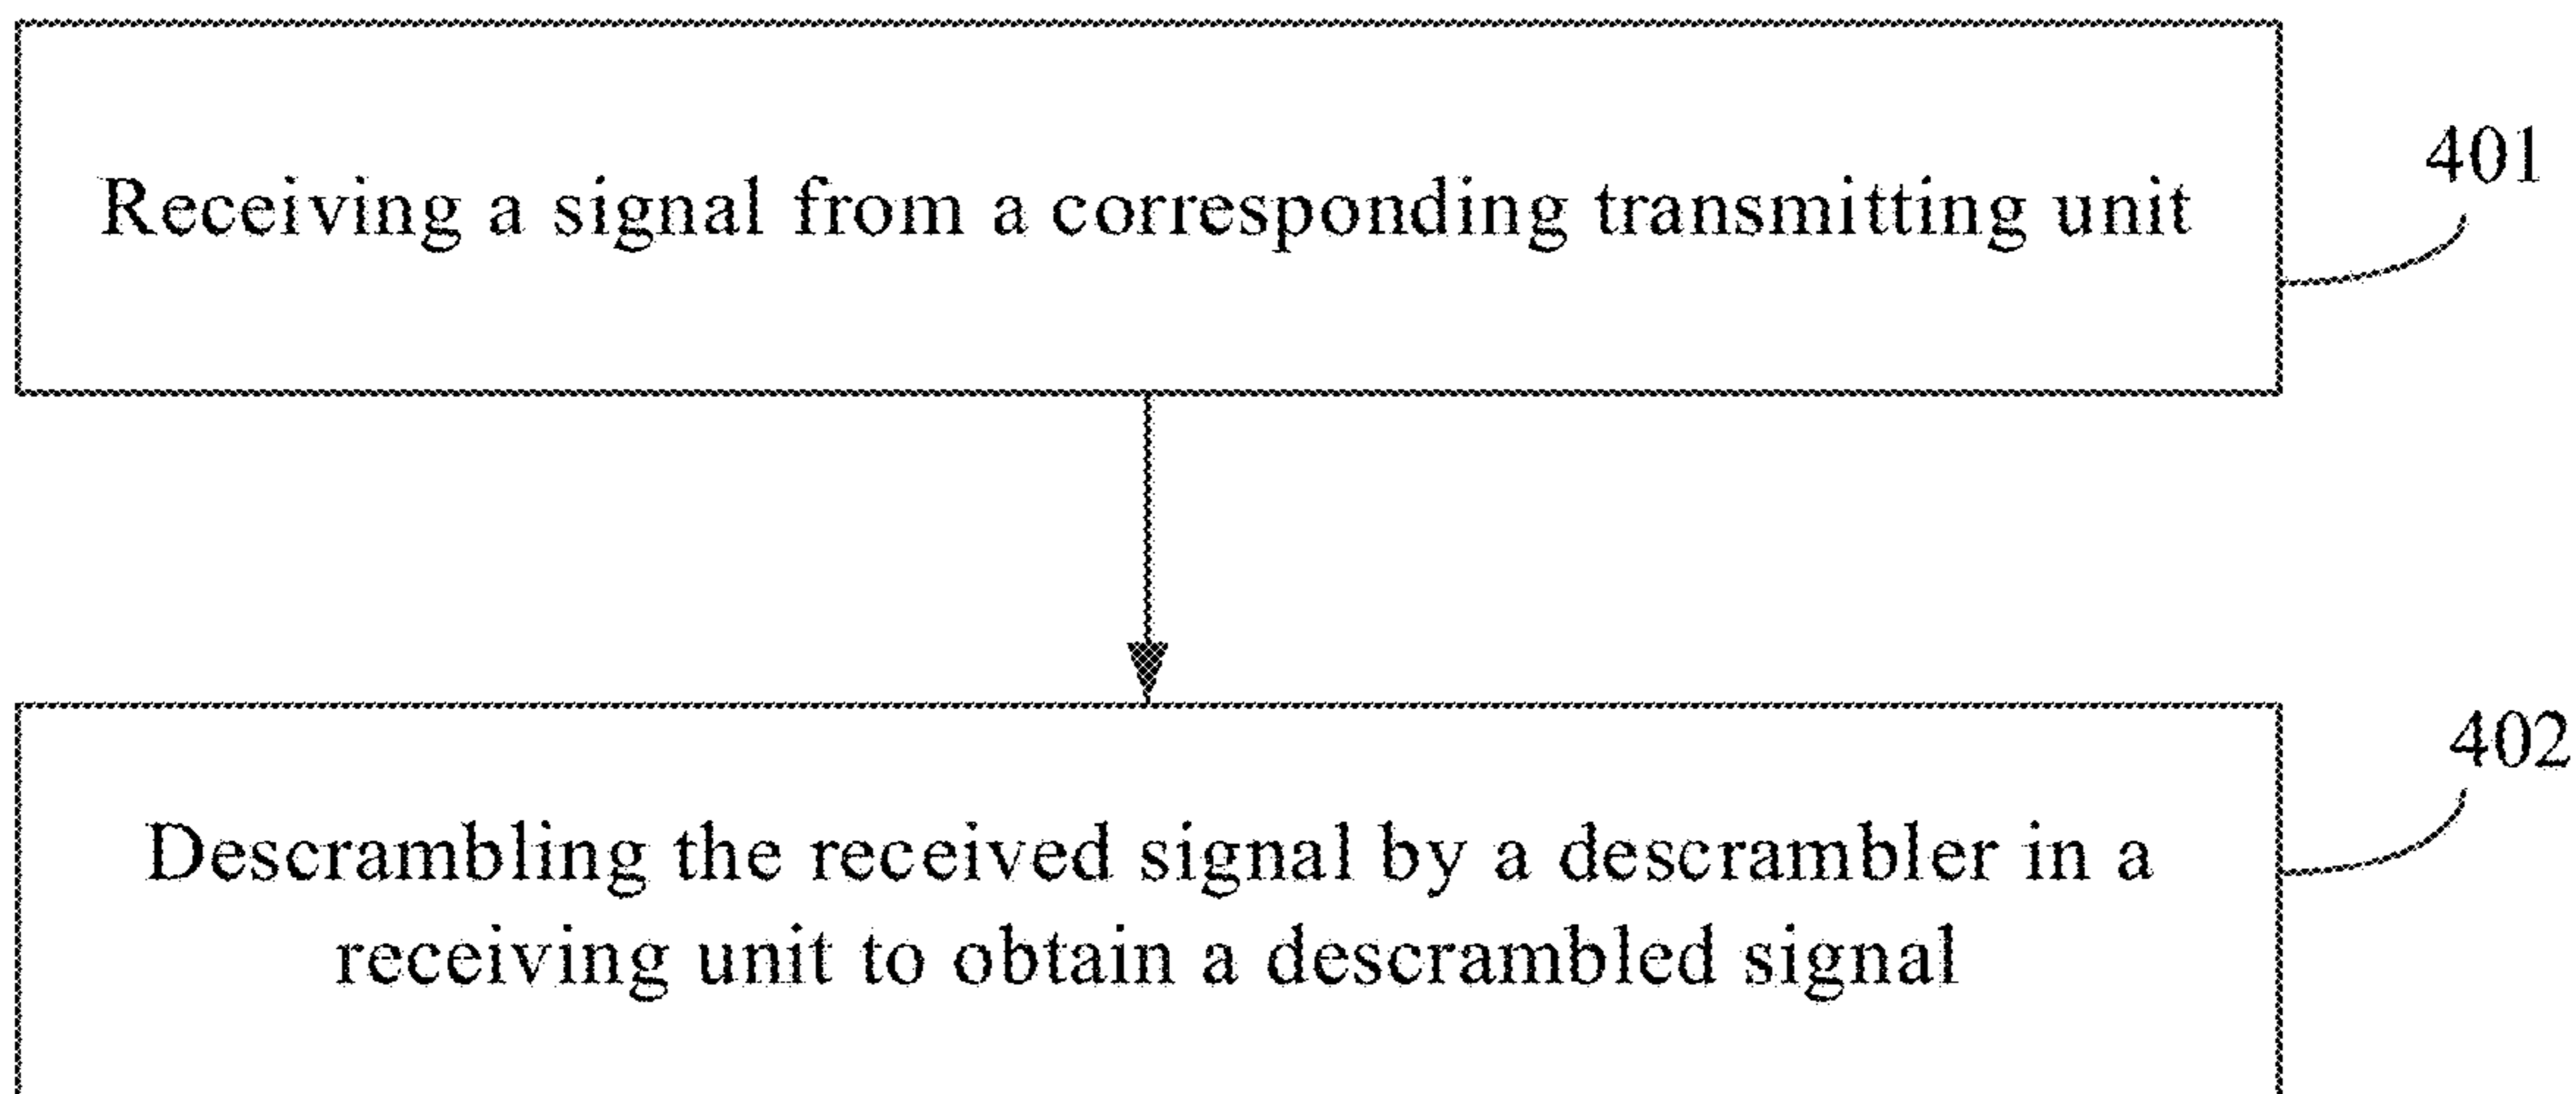 Receiving a signal from a corresponding transmitting unit
401
402
Descrambling the received signal by a descrambler in a
receiving unit to obtain a descrambled signal